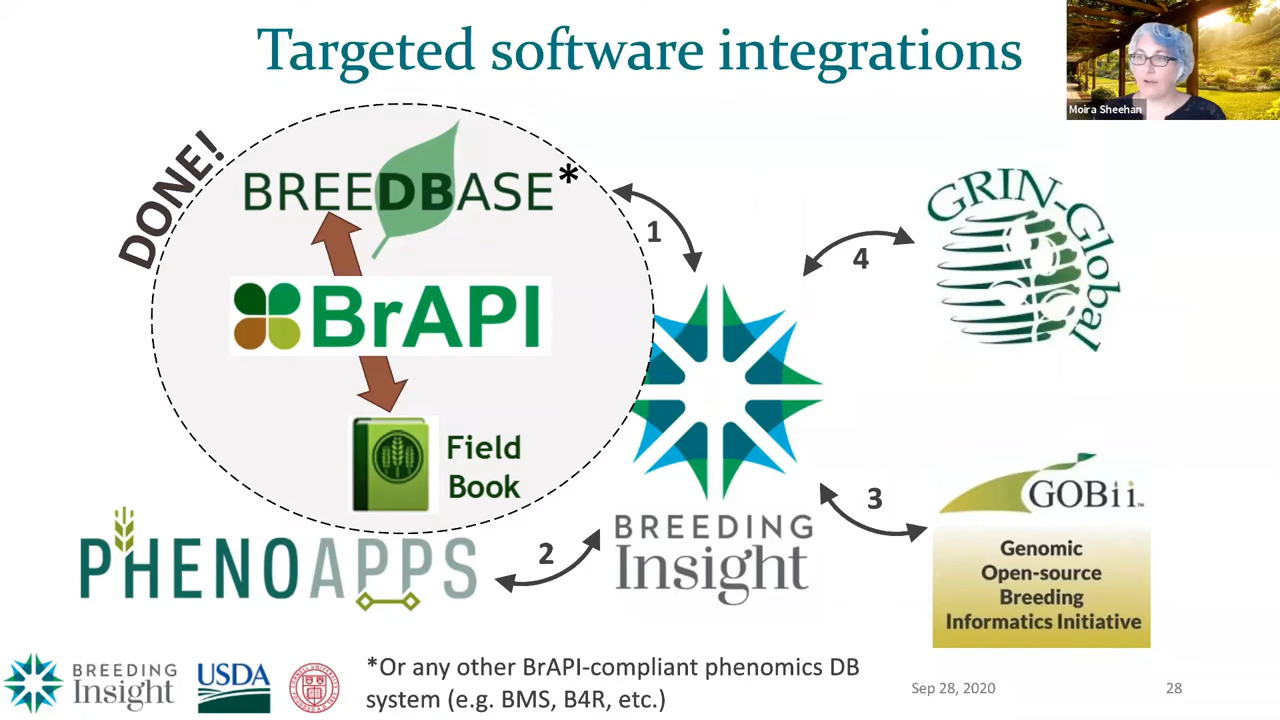 Targeted software integrations
Moira Sheehan
DONE!
BREEDBASE*
1
BrAPI
4
GRIN-Global
Field
Book
3
GOBii™
Genomic
Open-source
Breeding
Informatics Initiative
PHENOAPPS
2
BREEDING
Insight
BREEDING
Insight
USDA
*Or any other BrAPI-compliant phenomics DB
system (e.g. BMS, B4R, etc.)
Sep 28, 2020
28